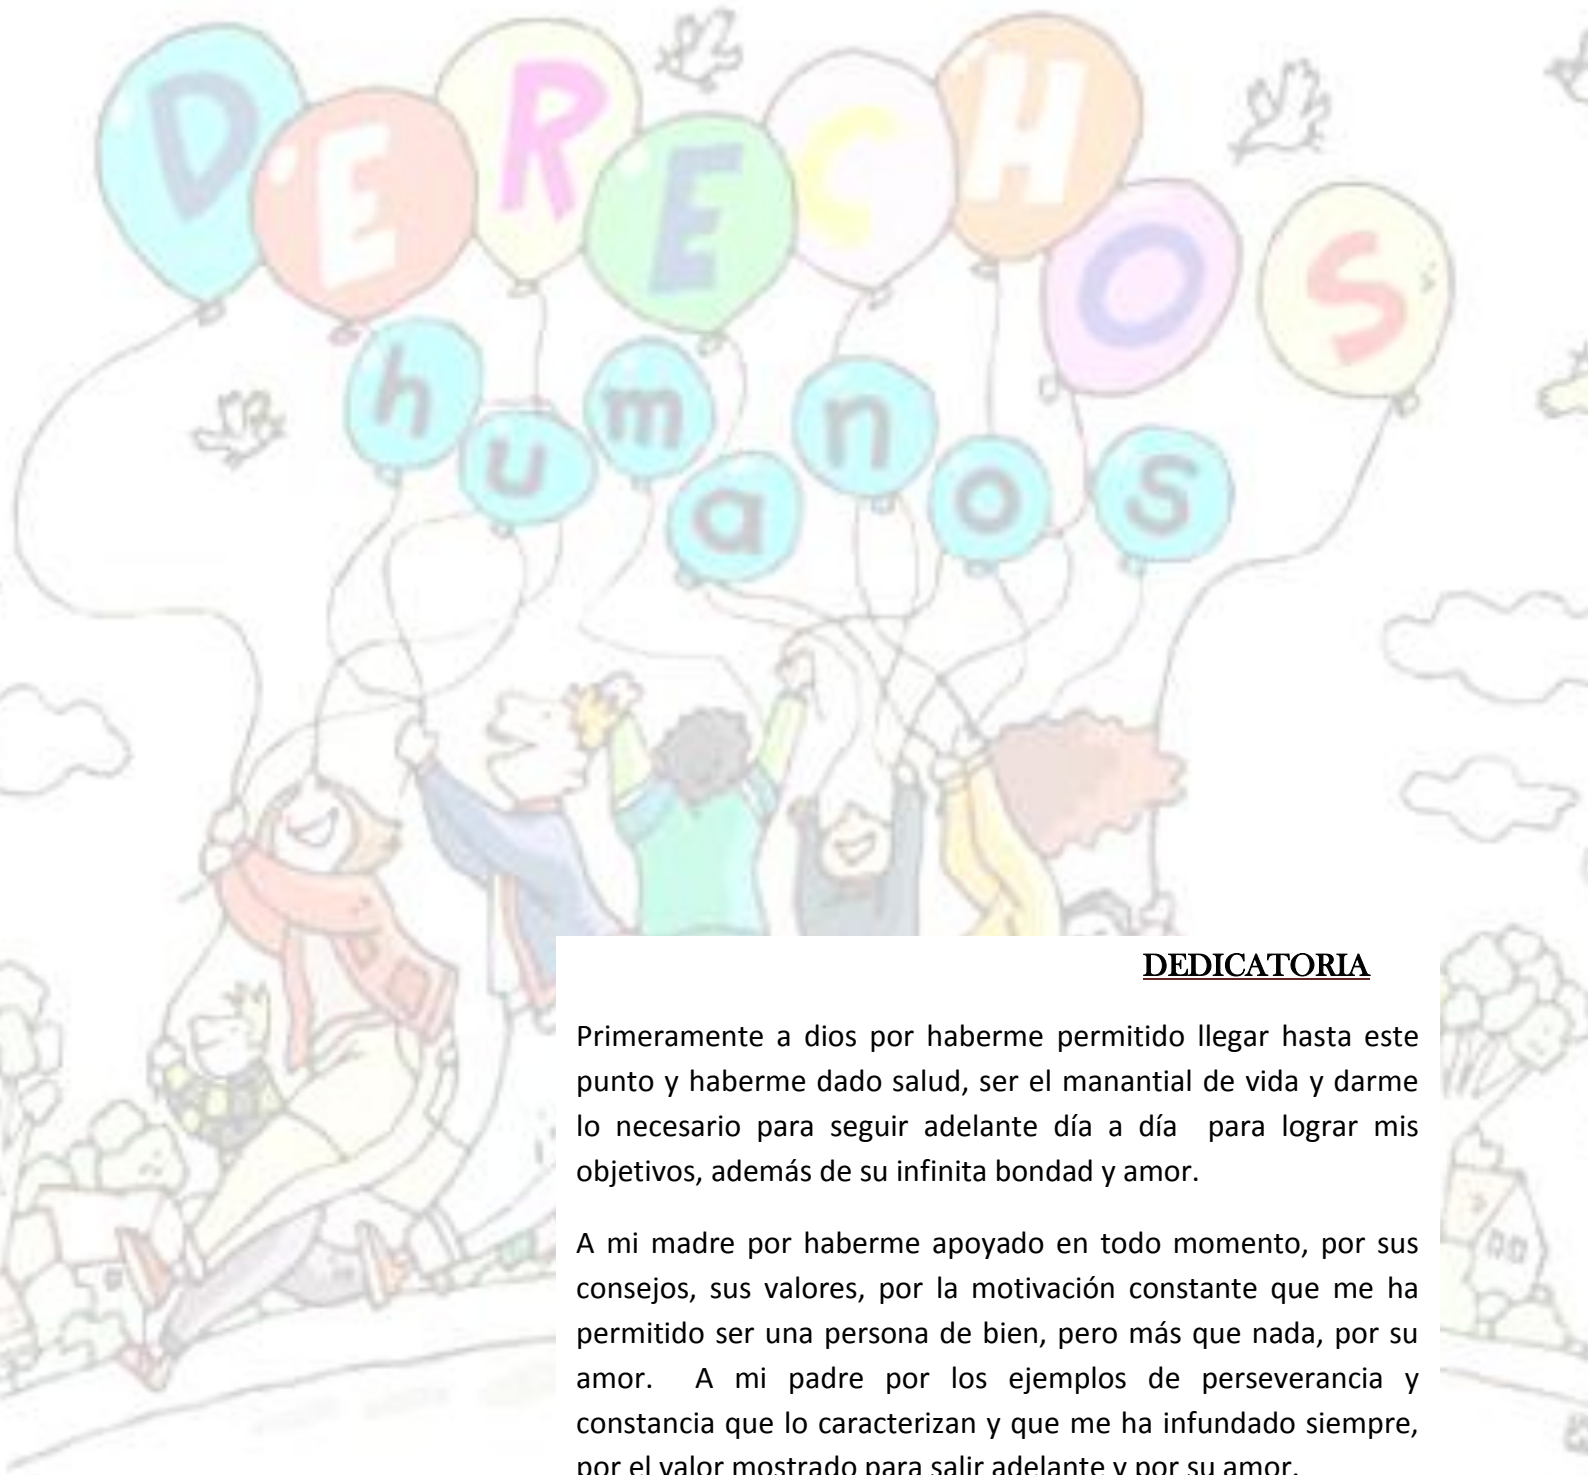 DERECHOS
humanos
DEDICATORIA
Primeramente a dios por haberme permitido llegar hasta este
punto y haberme dado salud, ser el manantial de vida y darme
lo necesario para seguir adelante día a día para lograr mis
objetivos, además de su infinita bondad y amor.
A mi madre por haberme apoyado en todo momento, por sus
consejos, sus valores, por la motivación constante que me ha
permitido ser una persona de bien, pero más que nada, por su
amor. A mi padre por los ejemplos de perseverancia y
constancia que lo caracterizan y que me ha infundado siempre,
por el valor mostrado para salir adelante y por su amor.